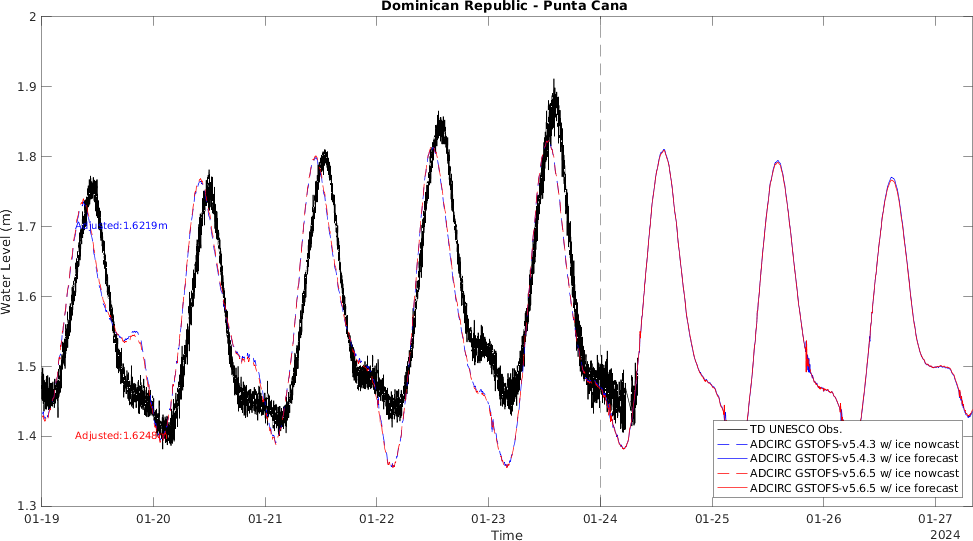 Dominican Republic - Punta Cana
2
1.9
1.8
1.7
1.6
1.5
1.4
1.3
Water Level (m)
Adjusted:1.6219m
Adjusted:1.6248m
TD UNESCO Obs.
ADCIRC GSTOFS-v5.4.3 w/ ice nowcast
ADCIRC GSTOFS-v5.4.3 w/ ice forecast
ADCIRC GSTOFS-v5.6.5 w/ ice nowcast
ADCIRC GSTOFS-v5.6.5 w/ ice forecast
01-19 01-20 01-21 01-22 01-23 01-24 01-25 01-26 01-27
Time
2024